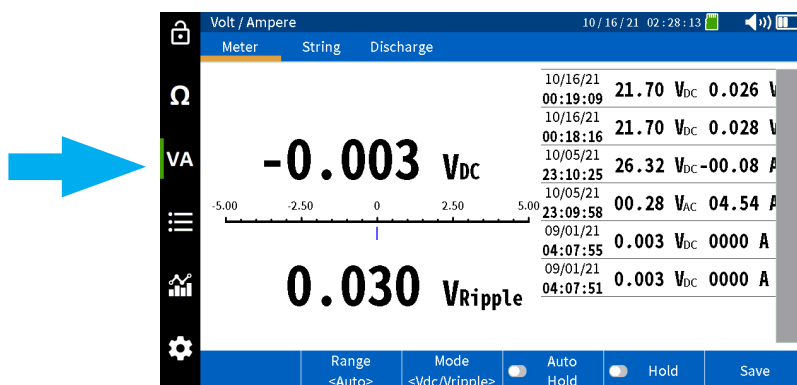 Volt / Ampere 10/16/21 02:28:13
Meter String Discharge
Ω
VA
-0.003 VDC
-5.00 -2.50 0 2.50 5.00
0.030 VRipple
10/16/21
00:19:09 21.70 VDC 0.026 V
10/16/21
00:18:16 21.70 VDC 0.028 V
10/05/21
23:10:25 26.32 VDC -00.08 A
10/05/21
23:09:58 00.28 VAC 04.54 A
09/01/21
04:07:55 0.003 VDC 0000 A
09/01/21
04:07:51 0.003 VDC 0000 A
Range
<Auto>
Mode
<Vdc/Vripple>
Auto
Hold
Hold
Save